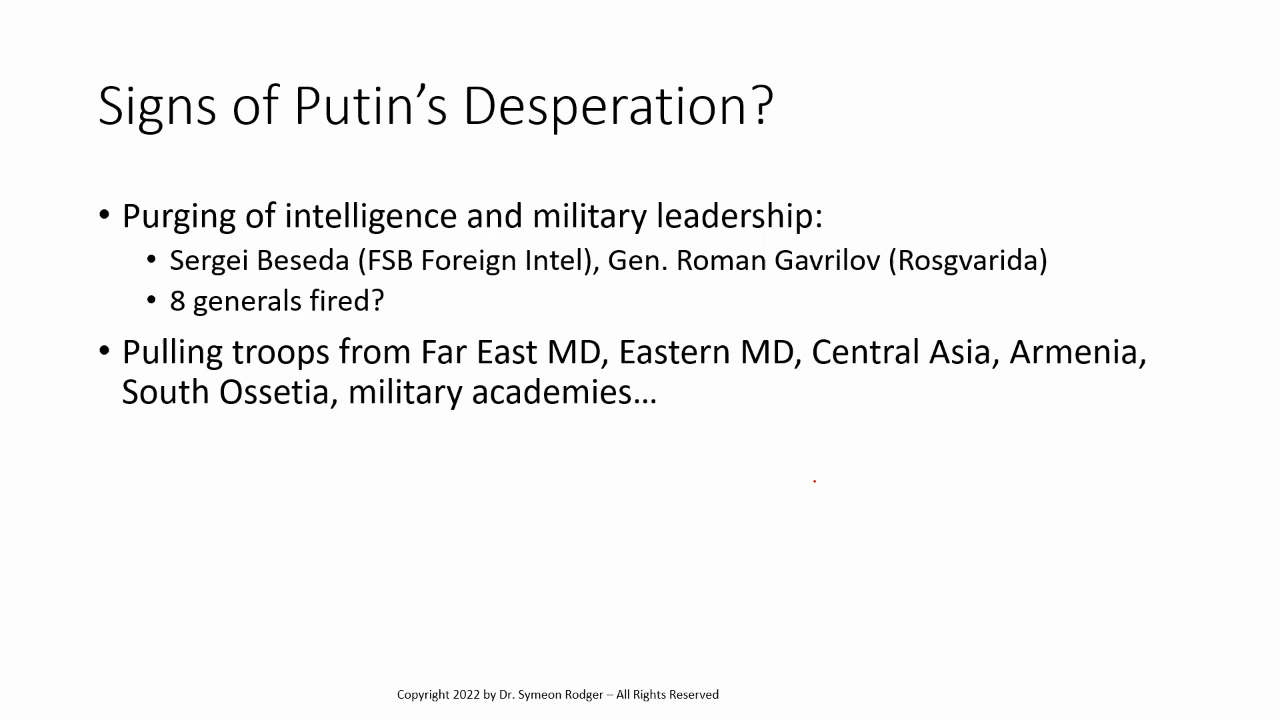 Signs of Putin’s Desperation?
• Purging of intelligence and military leadership:
• Sergei Beseda (FSB Foreign Intel), Gen. Roman Gavrilov (Rosgvarida)
• 8 generals fired?
• Pulling troops from Far East MD, Eastern MD, Central Asia, Armenia,
South Ossetia, military academies…
Copyright 2022 by Dr. Symeon Rodger – All Rights Reserved